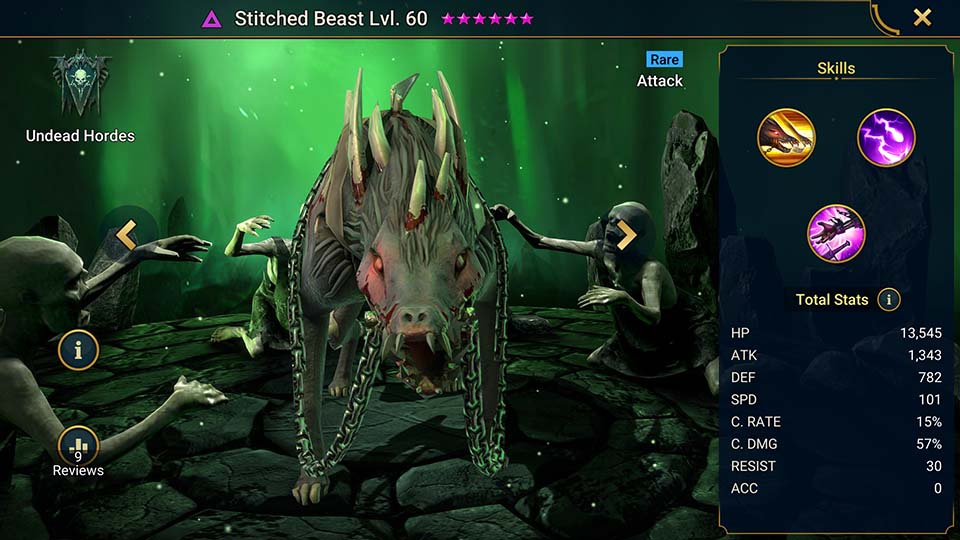 Stitched Beast Lvl. 60
Rare
Attack
Undead Hordes
9
Reviews
Skills
Total Stats
HP 13,545
ATK 1,343
DEF 782
SPD 101
C. RATE 15%
C. DMG 57%
RESIST 30
ACC 0